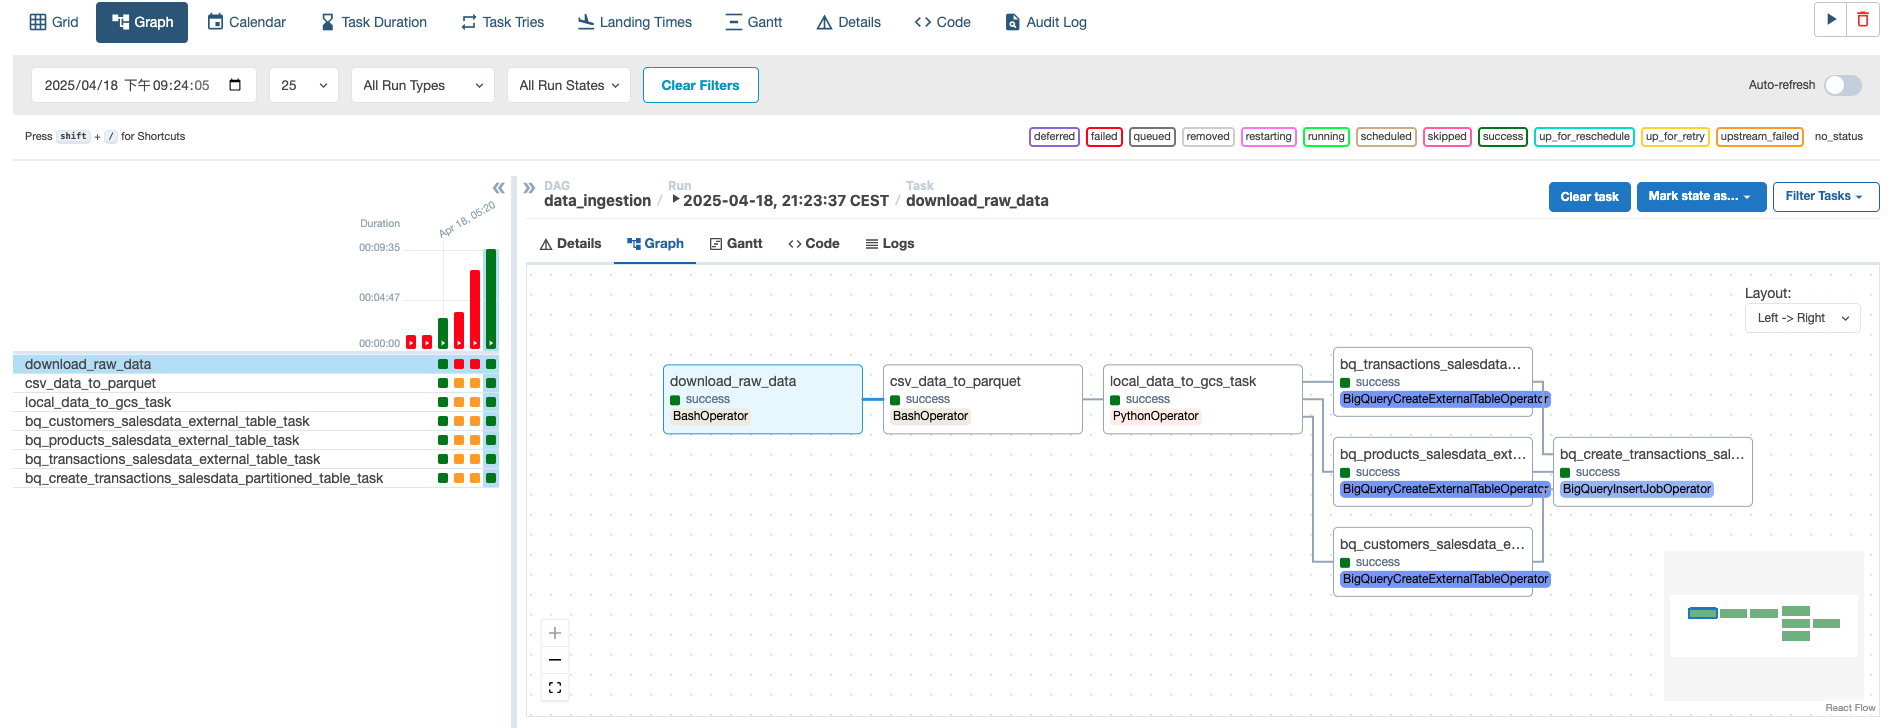 Grid
Graph
Calendar
Task Duration
Task Tries
Landing Times
Gantt
Details
Code
Audit Log
2025/04/18 下午 09:24:05
25
All Run Types
All Run States
Clear Filters
Auto-refresh
Press shift + / for Shortcuts
deferred
failed
queued
removed
restarting
running
scheduled
skipped
success
up_for_reschedule
up_for_retry
upstream_failed
no_status
Duration
Apr 18, 05:20
00:09:35
00:04:47
00:00:00
download_raw_data
csv_data_to_parquet
local_data_to_gcs_task
bq_customers_salesdata_external_table_task
bq_products_salesdata_external_table_task
bq_transactions_salesdata_external_table_task
bq_create_transactions_salesdata_partitioned_table_task
DAG
data_ingestion /
Run
2025-04-18, 21:23:37 CEST /
Task
download_raw_data
Clear task
Mark state as...
Filter Tasks
Details
Graph
Gantt
Code
Logs
Layout:
Left -> Right
download_raw_data
success
BashOperator
csv_data_to_parquet
success
BashOperator
local_data_to_gcs_task
success
PythonOperator
bq_transactions_salesdata...
success
BigQueryCreateExternalTableOperator
bq_products_salesdata_ext...
success
BigQueryCreateExternalTableOperator
bq_customers_salesdata_e...
success
BigQueryCreateExternalTableOperator
bq_create_transactions_sal...
success
BigQueryInsertJobOperator
React Flow